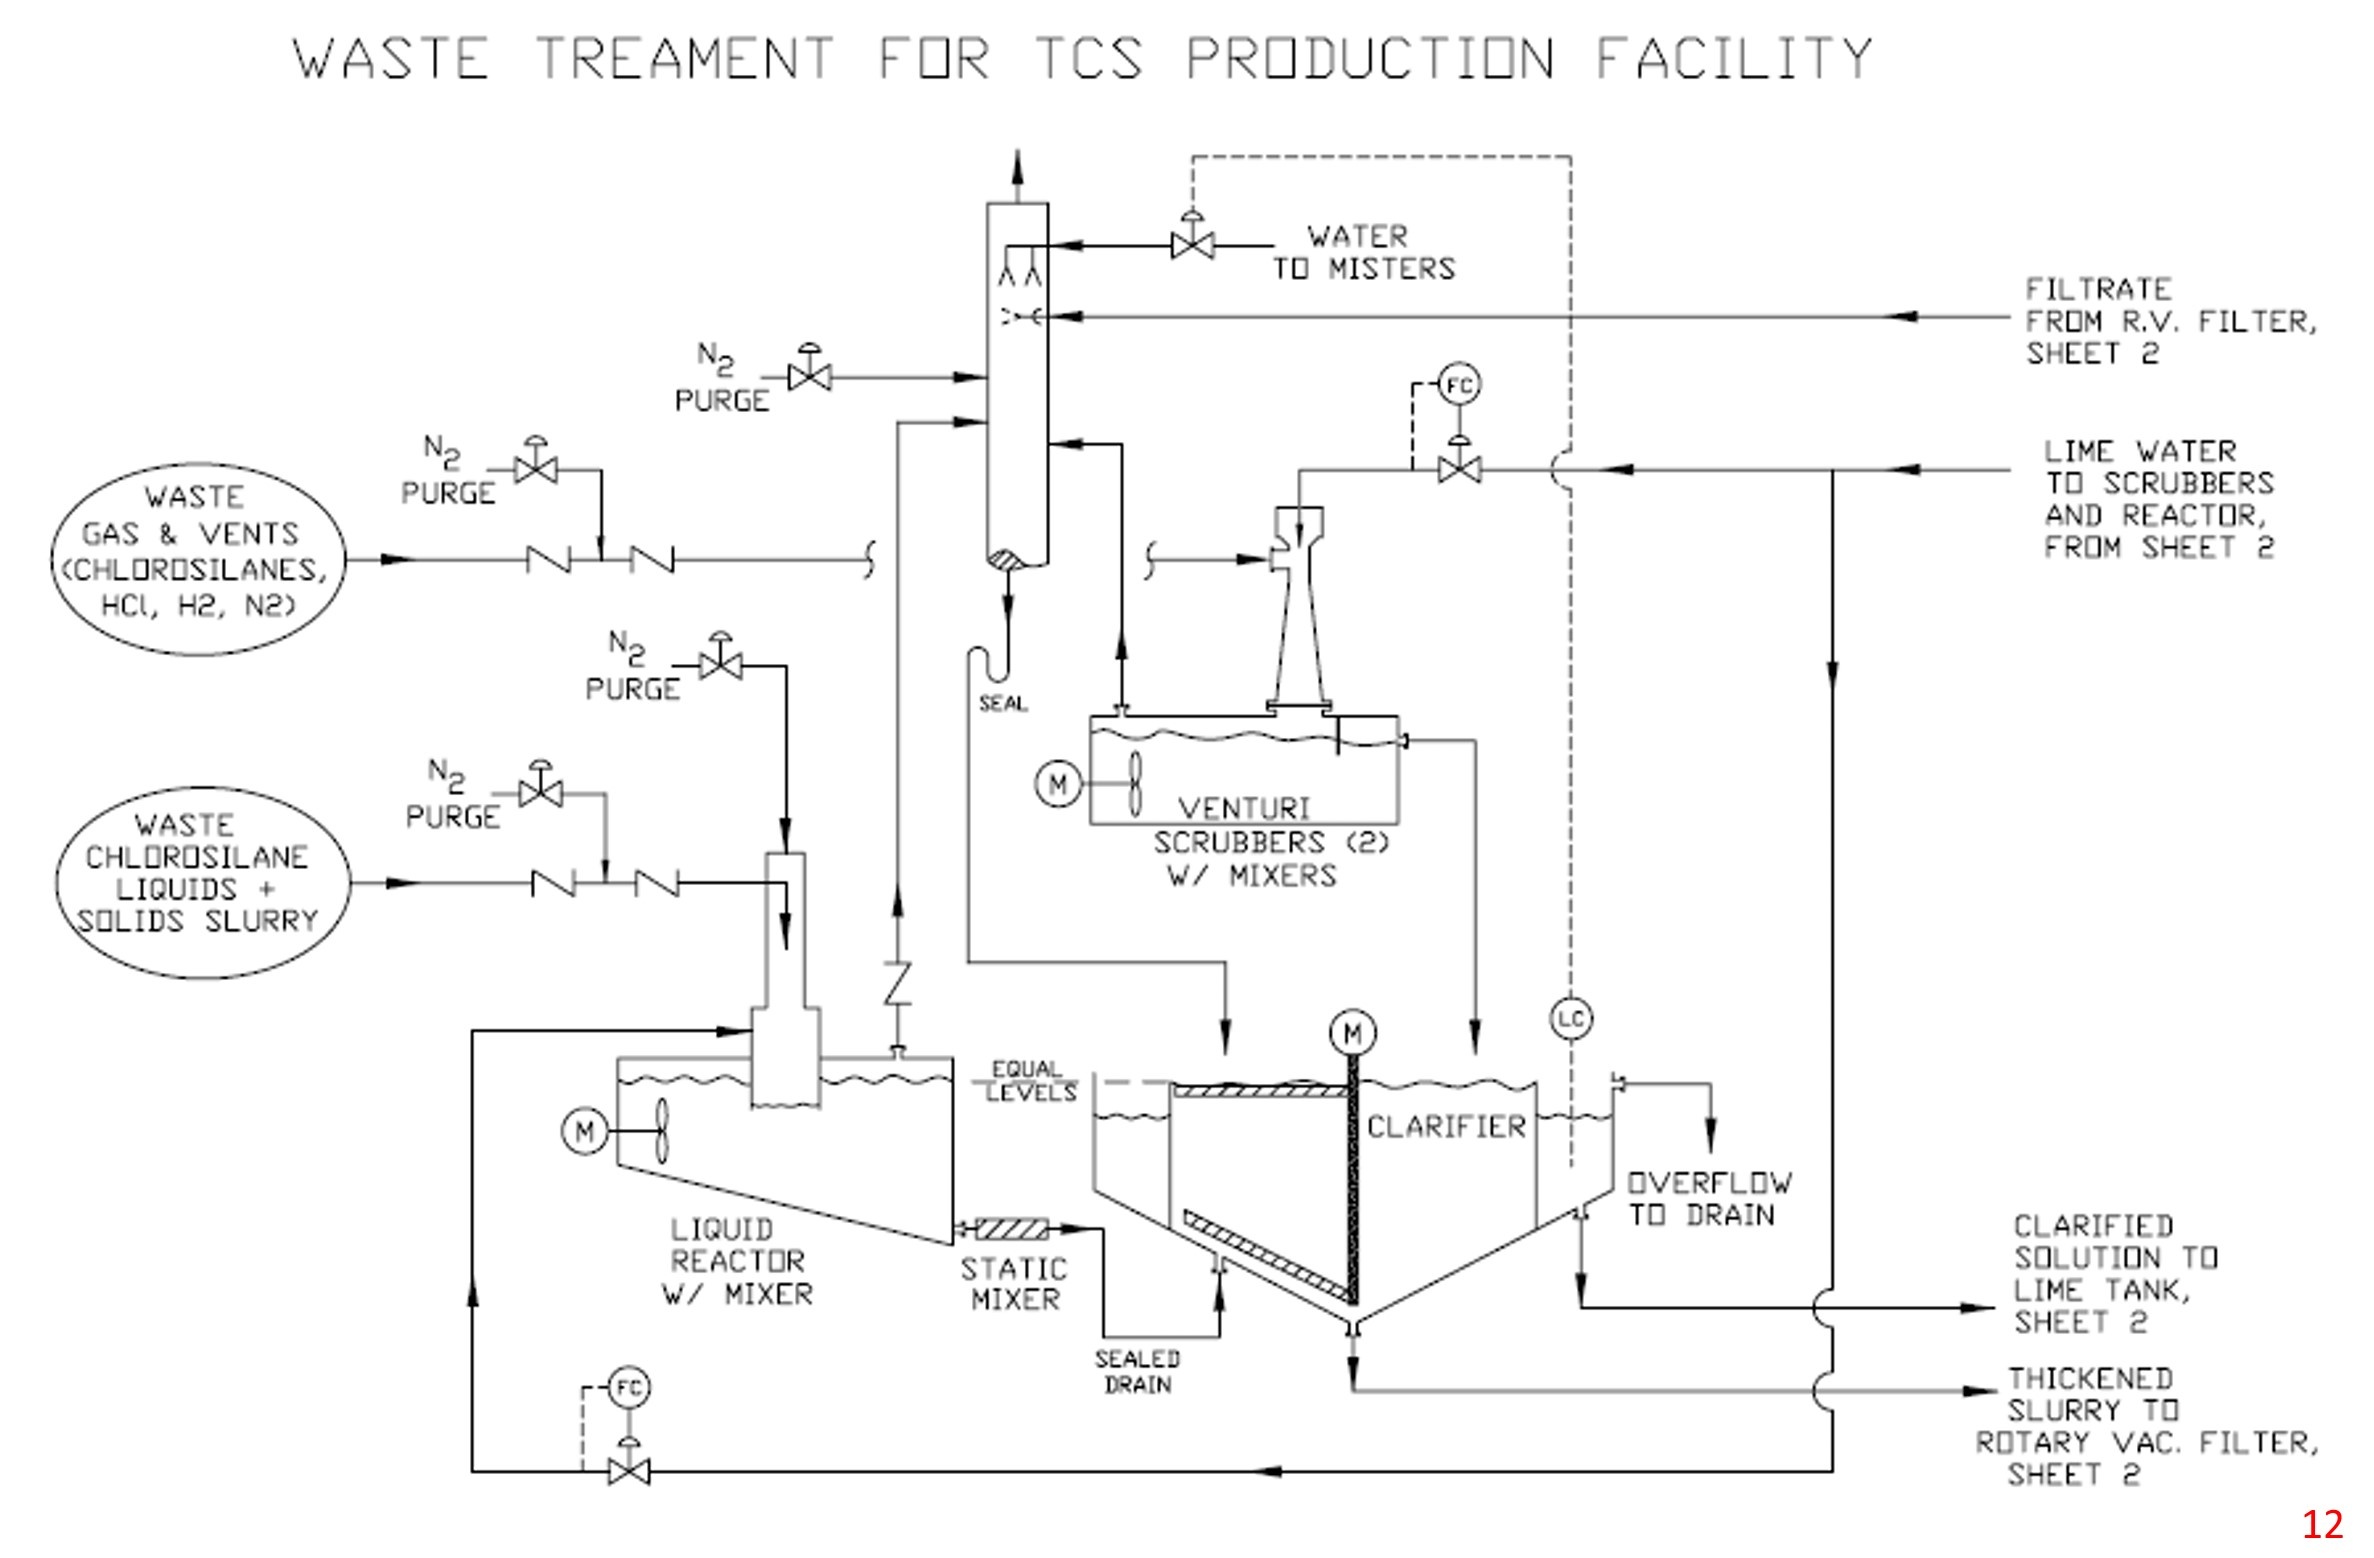 WASTE TREAMENT FOR TCS PRODUCTION FACILITY
WATER
TO MISTERS
FILTRATE
FROM R.V. FILTER,
SHEET 2
N2
PURGE
FC
N2
PURGE
LIME WATER
TO SCRUBBERS
AND REACTOR,
FROM SHEET 2
WASTE
GAS & VENTS
(CHLOROSILANES,
HCl, H2, N2)
N2
PURGE
SEAL
N2
PURGE
M
VENTURI
SCRUBBERS (2)
W/ MIXERS
WASTE
CHLOROSILANE
LIQUIDS +
SOLIDS SLURRY
LC
M
EQUAL
LEVELS
M
CLARIFIER
OVERFLOW
TO DRAIN
LIQUID
REACTOR
W/ MIXER
STATIC
MIXER
CLARIFIED
SOLUTION TO
LIME TANK,
SHEET 2
SEALED
DRAIN
FC
THICKENED
SLURRY TO
ROTARY VAC. FILTER,
SHEET 2
12